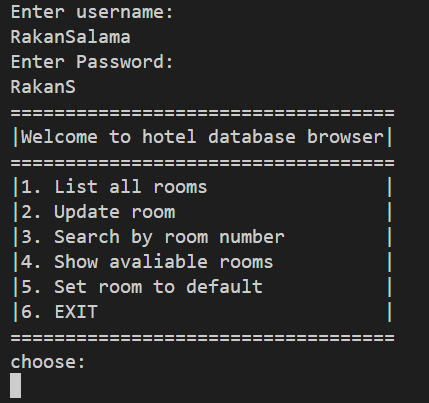 Enter username:
RakanSalama
Enter Password:
RakanS
===================================
|Welcome to hotel database browser|
===================================
|1. List all rooms                |
|2. Update room                   |
|3. Search by room number         |
|4. Show avaliable rooms          |
|5. Set room to default           |
|6. EXIT                          |
===================================
choose: